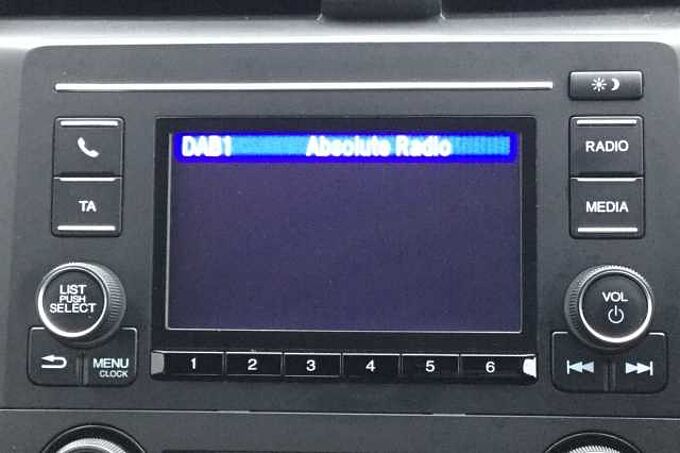 DAB1 Absolute Radio
RADIO
TA
MEDIA
LIST
PUSH
SELECT
VOL
MENU
CLOCK
1 2 3 4 5 6